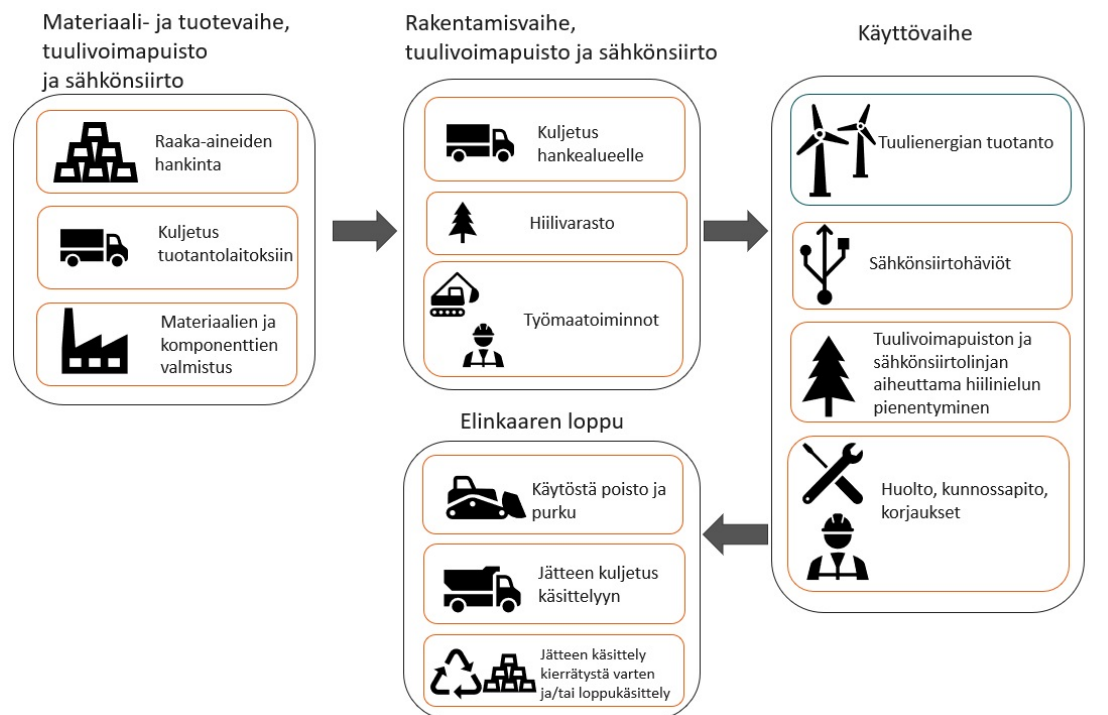 Materiaali- ja tuotevaihe,
tuulivoimapuisto
ja sähkönsiirto
Raaka-aineiden
hankinta
Kuljetus
tuotantolaitoksiin
Materiaalien ja
komponenttien
valmistus
Rakentamisvaihe,
tuulivoimapuisto ja sähkönsiirto
Kuljetus
hankealueelle
Hiilivarasto
Työmaatoiminnot
Käyttövaihe
Tuulienergian tuotanto
Sähkönsiirtohäviöt
Tuulivoimapuiston ja
sähkönsiirtolinjan
aiheuttama hiilinielun
pienentyminen
Huolto, kunnossapito,
korjaukset
Elinkaaren loppu
Käytöstä poisto ja
purku
Jätteen kuljetus
käsittelyyn
Jätteen käsittely
kierrätystä varten
ja/tai loppukäsittely